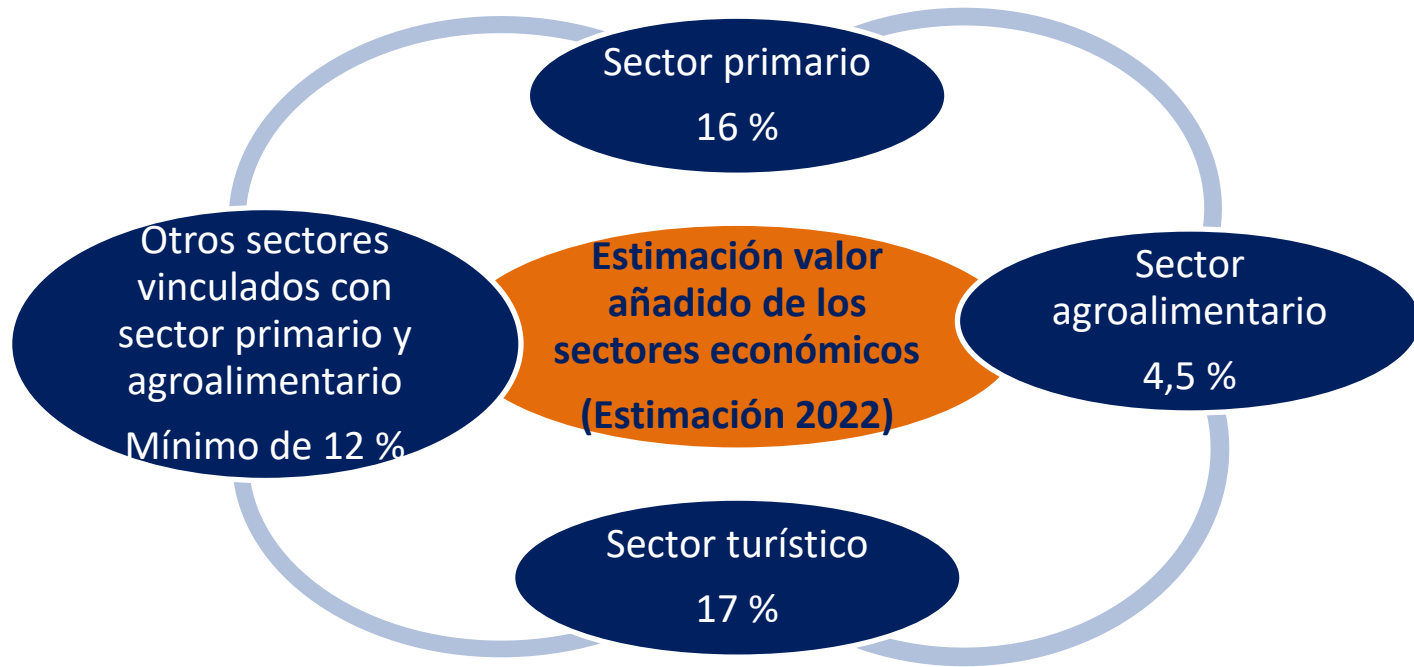 Sector primario
16 %
Otros sectores
vinculados con
sector primario y
agroalimentario
Mínimo de 12 %
Estimación valor
añadido de los
sectores económicos
(Estimación 2022)
Sector
agroalimentario
4,5 %
Sector turístico
17 %